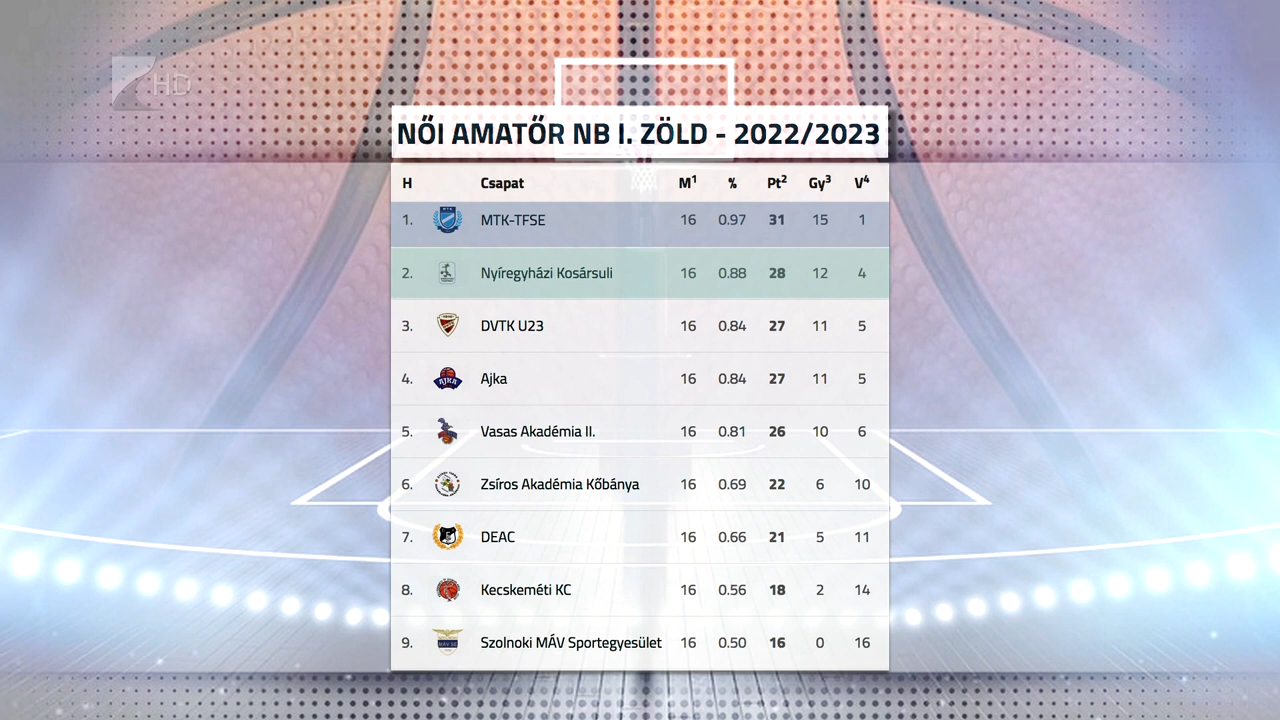 HD
NŐI AMATŐR NB I. ZÖLD - 2022/2023
H Csapat M¹ % Pt² Gy³ V⁴
1. MTK-TFSE 16 0.97 31 15 1
2. Nyíregyházi Kosársuli 16 0.88 28 12 4
3. DVTK U23 16 0.84 27 11 5
4. AJKA Ajka 16 0.84 27 11 5
5. Vasas Akadémia II. 16 0.81 26 10 6
6. Zsíros Akadémia Kőbánya 16 0.69 22 6 10
7. DEAC 16 0.66 21 5 11
8. Kecskeméti KC 16 0.56 18 2 14
9. Szolnoki MÁV Sportegyesület 16 0.50 16 0 16